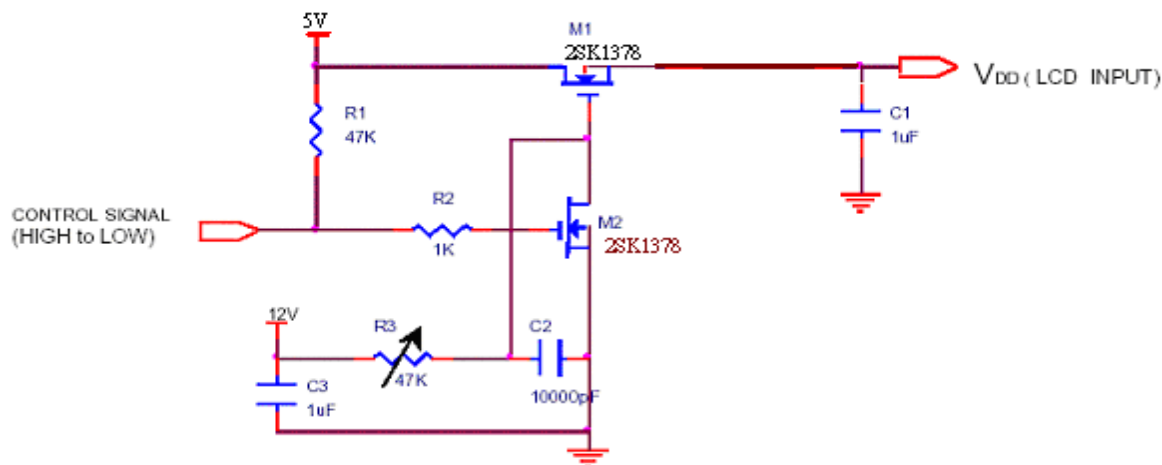 5V
M1
2SK1378
VDD ( LCD INPUT)
R1
47K
C1
1uF
CONTROL SIGNAL
(HIGH to LOW)
R2
1K
M2
2SK1378
12V
R3
47K
C2
10000pF
C3
1uF